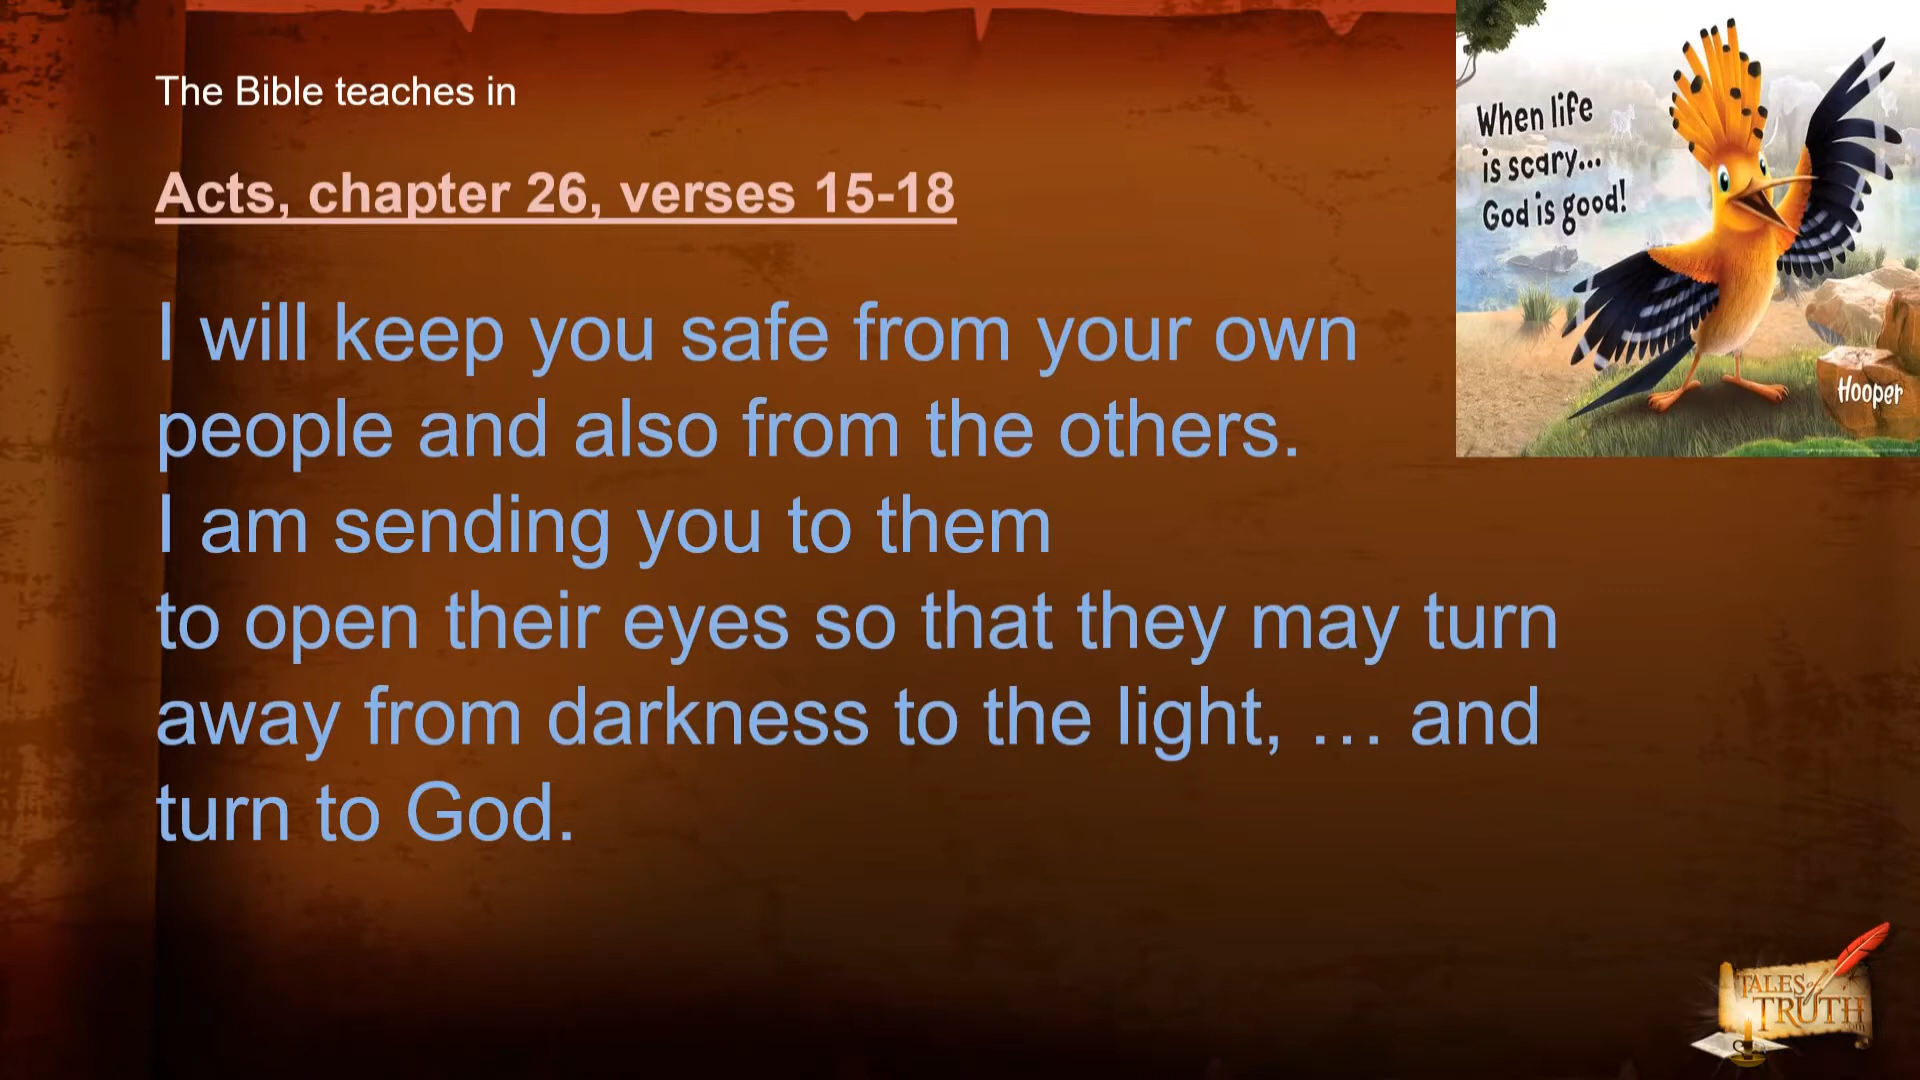 The Bible teaches in
Acts, chapter 26, verses 15-18
I will keep you safe from your own
people and also from the others.
I am sending you to them
to open their eyes so that they may turn
away from darkness to the light, … and
turn to God.
When life
is scary...
God is good!
Hooper
TALES of
TRUTH
.com